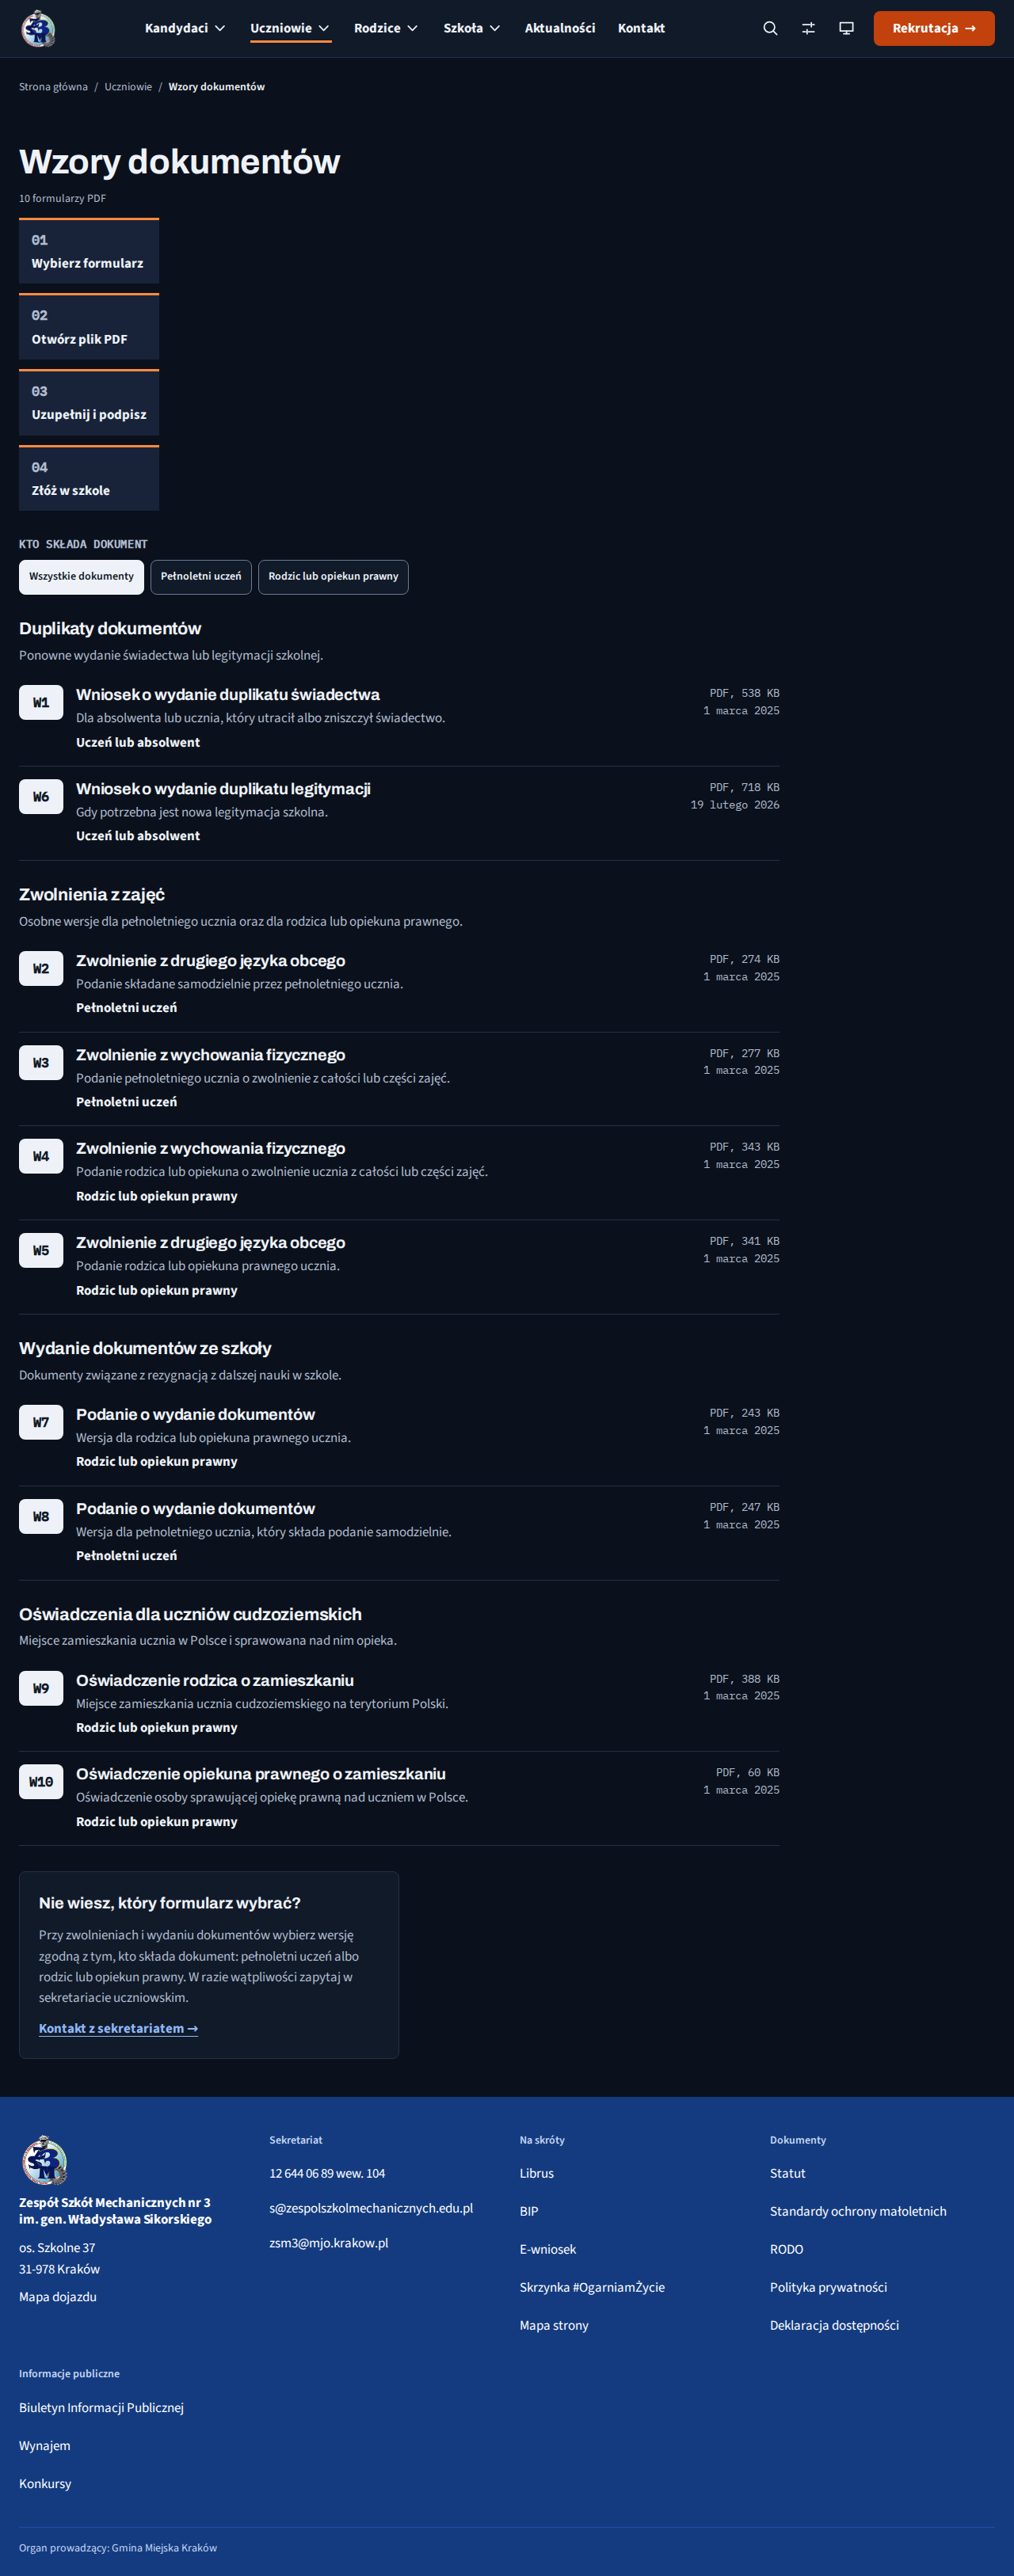 Kandydaci
Uczniowie
Rodzice
Szkoła
Aktualności
Kontakt
Rekrutacja →
Strona główna / Uczniowie / Wzory dokumentów
Wzory dokumentów
10 formularzy PDF
01
Wybierz formularz
02
Otwórz plik PDF
03
Uzupełnij i podpisz
04
Złóż w szkole
KTO SKŁADA DOKUMENT
Wszystkie dokumenty
Pełnoletni uczeń
Rodzic lub opiekun prawny
Duplikaty dokumentów
Ponowne wydanie świadectwa lub legitymacji szkolnej.
W1
Wniosek o wydanie duplikatu świadectwa
Dla absolwenta lub ucznia, który utracił albo zniszczył świadectwo.
Uczeń lub absolwent
PDF, 538 KB
1 marca 2025
W6
Wniosek o wydanie duplikatu legitymacji
Gdy potrzebna jest nowa legitymacja szkolna.
Uczeń lub absolwent
PDF, 718 KB
19 lutego 2026
Zwolnienia z zajęć
Osobne wersje dla pełnoletniego ucznia oraz dla rodzica lub opiekuna prawnego.
W2
Zwolnienie z drugiego języka obcego
Podanie składane samodzielnie przez pełnoletniego ucznia.
Pełnoletni uczeń
PDF, 274 KB
1 marca 2025
W3
Zwolnienie z wychowania fizycznego
Podanie pełnoletniego ucznia o zwolnienie z całości lub części zajęć.
Pełnoletni uczeń
PDF, 277 KB
1 marca 2025
W4
Zwolnienie z wychowania fizycznego
Podanie rodzica lub opiekuna o zwolnienie ucznia z całości lub części zajęć.
Rodzic lub opiekun prawny
PDF, 343 KB
1 marca 2025
W5
Zwolnienie z drugiego języka obcego
Podanie rodzica lub opiekuna prawnego ucznia.
Rodzic lub opiekun prawny
PDF, 341 KB
1 marca 2025
Wydanie dokumentów ze szkoły
Dokumenty związane z rezygnacją z dalszej nauki w szkole.
W7
Podanie o wydanie dokumentów
Wersja dla rodzica lub opiekuna prawnego ucznia.
Rodzic lub opiekun prawny
PDF, 243 KB
1 marca 2025
W8
Podanie o wydanie dokumentów
Wersja dla pełnoletniego ucznia, który składa podanie samodzielnie.
Pełnoletni uczeń
PDF, 247 KB
1 marca 2025
Oświadczenia dla uczniów cudzoziemskich
Miejsce zamieszkania ucznia w Polsce i sprawowana nad nim opieka.
W9
Oświadczenie rodzica o zamieszkaniu
Miejsce zamieszkania ucznia cudzoziemskiego na terytorium Polski.
Rodzic lub opiekun prawny
PDF, 388 KB
1 marca 2025
W10
Oświadczenie opiekuna prawnego o zamieszkaniu
Oświadczenie osoby sprawującej opiekę prawną nad uczniem w Polsce.
Rodzic lub opiekun prawny
PDF, 60 KB
1 marca 2025
Nie wiesz, który formularz wybrać?
Przy zwolnieniach i wydaniu dokumentów wybierz wersję
zgodną z tym, kto składa dokument: pełnoletni uczeń albo
rodzic lub opiekun prawny. W razie wątpliwości zapytaj w
sekretariacie uczniowskim.
Kontakt z sekretariatem →
Zespół Szkół Mechanicznych nr 3
im. gen. Władysława Sikorskiego
os. Szkolne 37
31-978 Kraków
Mapa dojazdu
Sekretariat
12 644 06 89 wew. 104
s@zespolszkolmechanicznych.edu.pl
zsm3@mjo.krakow.pl
Na skróty
Librus
BIP
E-wniosek
Skrzynka #OgarniamŻycie
Mapa strony
Dokumenty
Statut
Standardy ochrony małoletnich
RODO
Polityka prywatności
Deklaracja dostępności
Informacje publiczne
Biuletyn Informacji Publicznej
Wynajem
Konkursy
Organ prowadzący: Gmina Miejska Kraków